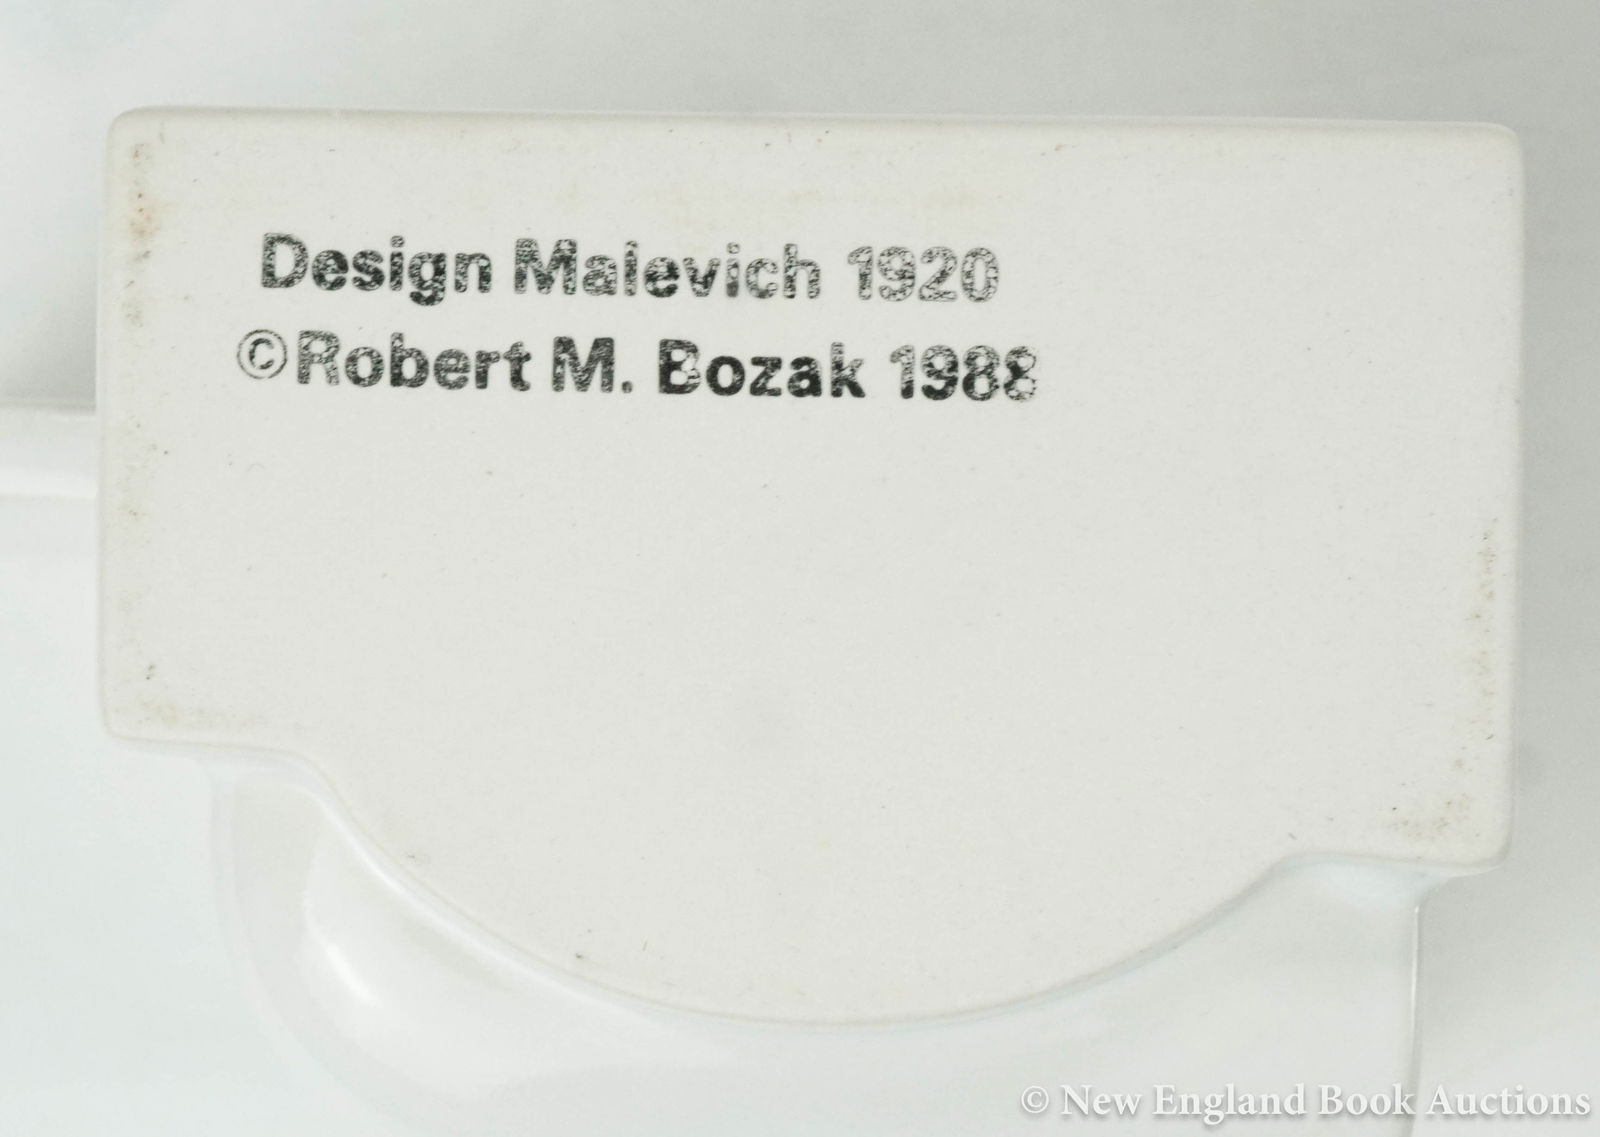 Design Malevich 1920
©Robert M. Bozak 1988
© New England Book Auctions